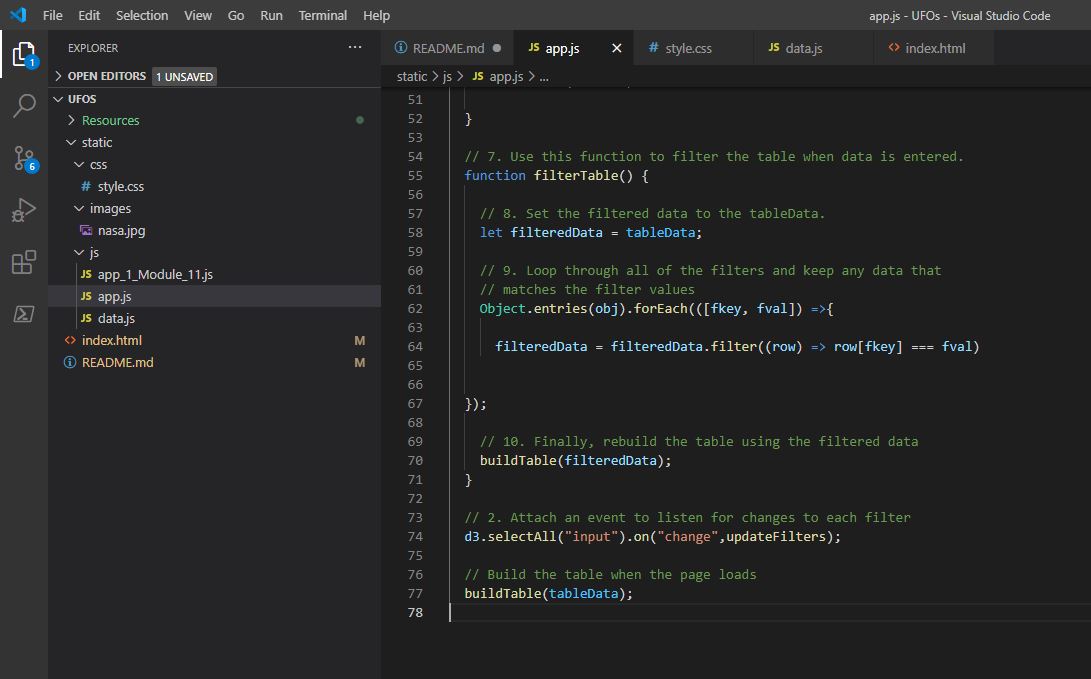 File Edit Selection View Go Run Terminal Help app.js - UFOs - Visual Studio Code
EXPLORER ...
1
OPEN EDITORS 1 UNSAVED
UFOS
Resources
static
css
# style.css
images
nasa.jpg
js
JS app_1_Module_11.js
JS app.js
JS data.js
<> index.html M
README.md M
6
README.md JS app.js × # style.css JS data.js <> index.html
static > js > JS app.js > ...
51
52 }
53
54 // 7. Use this function to filter the table when data is entered.
55 function filterTable() {
56
57 // 8. Set the filtered data to the tableData.
58 let filteredData = tableData;
59
60 // 9. Loop through all of the filters and keep any data that
61 // matches the filter values
62 Object.entries(obj).forEach(([fkey, fval]) =>{
63
64 filteredData = filteredData.filter((row) => row[fkey] === fval)
65
66
67 });
68
69 // 10. Finally, rebuild the table using the filtered data
70 buildTable(filteredData);
71 }
72
73 // 2. Attach an event to listen for changes to each filter
74 d3.selectAll("input").on("change",updateFilters);
75
76 // Build the table when the page loads
77 buildTable(tableData);
78